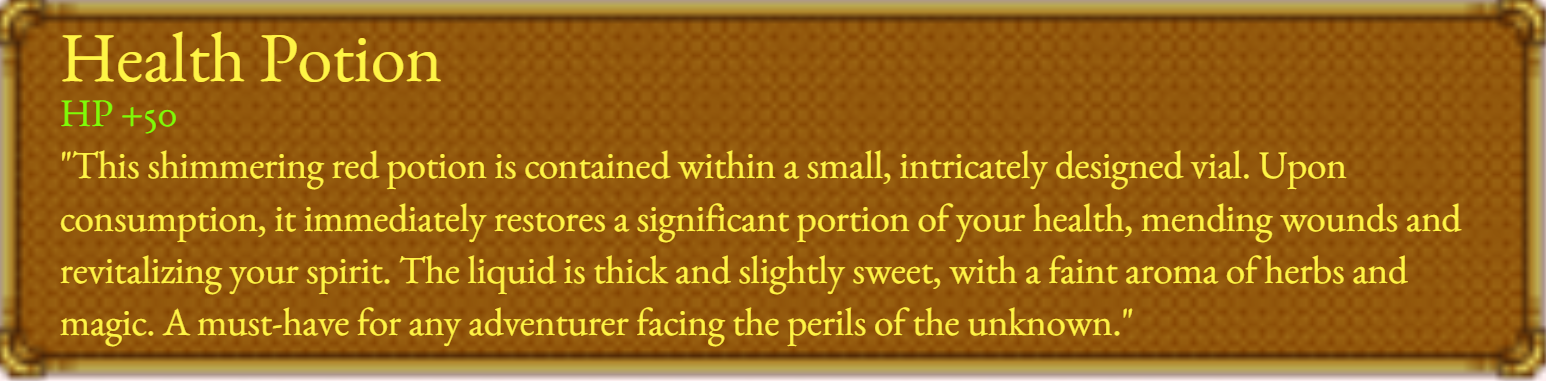 Health Potion
HP +50
"This shimmering red potion is contained within a small, intricately designed vial. Upon
consumption, it immediately restores a significant portion of your health, mending wounds and
revitalizing your spirit. The liquid is thick and slightly sweet, with a faint aroma of herbs and
magic. A must-have for any adventurer facing the perils of the unknown."